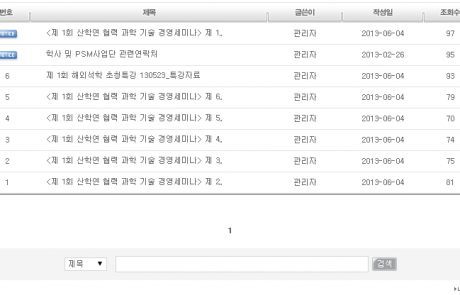 번호 제목 글쓴이 작성일 조회수
NOTICE <제 1회 산학연 협력 과학 기술 경영세미나> 제 1.. 관리자 2013-06-04 97
NOTICE 학사 및 PSM사업단 관련연락처 관리자 2013-02-26 95
6 제 1회 해외석학 초청특강 130523_특강자료 관리자 2013-06-04 93
5 <제 1회 산학연 협력 과학 기술 경영세미나> 제 6.. 관리자 2013-06-04 79
4 <제 1회 산학연 협력 과학 기술 경영세미나> 제 5.. 관리자 2013-06-04 70
3 <제 1회 산학연 협력 과학 기술 경영세미나> 제 4.. 관리자 2013-06-04 74
2 <제 1회 산학연 협력 과학 기술 경영세미나> 제 3.. 관리자 2013-06-04 75
1 <제 1회 산학연 협력 과학 기술 경영세미나> 제 2.. 관리자 2013-06-04 81
1
제목 검색